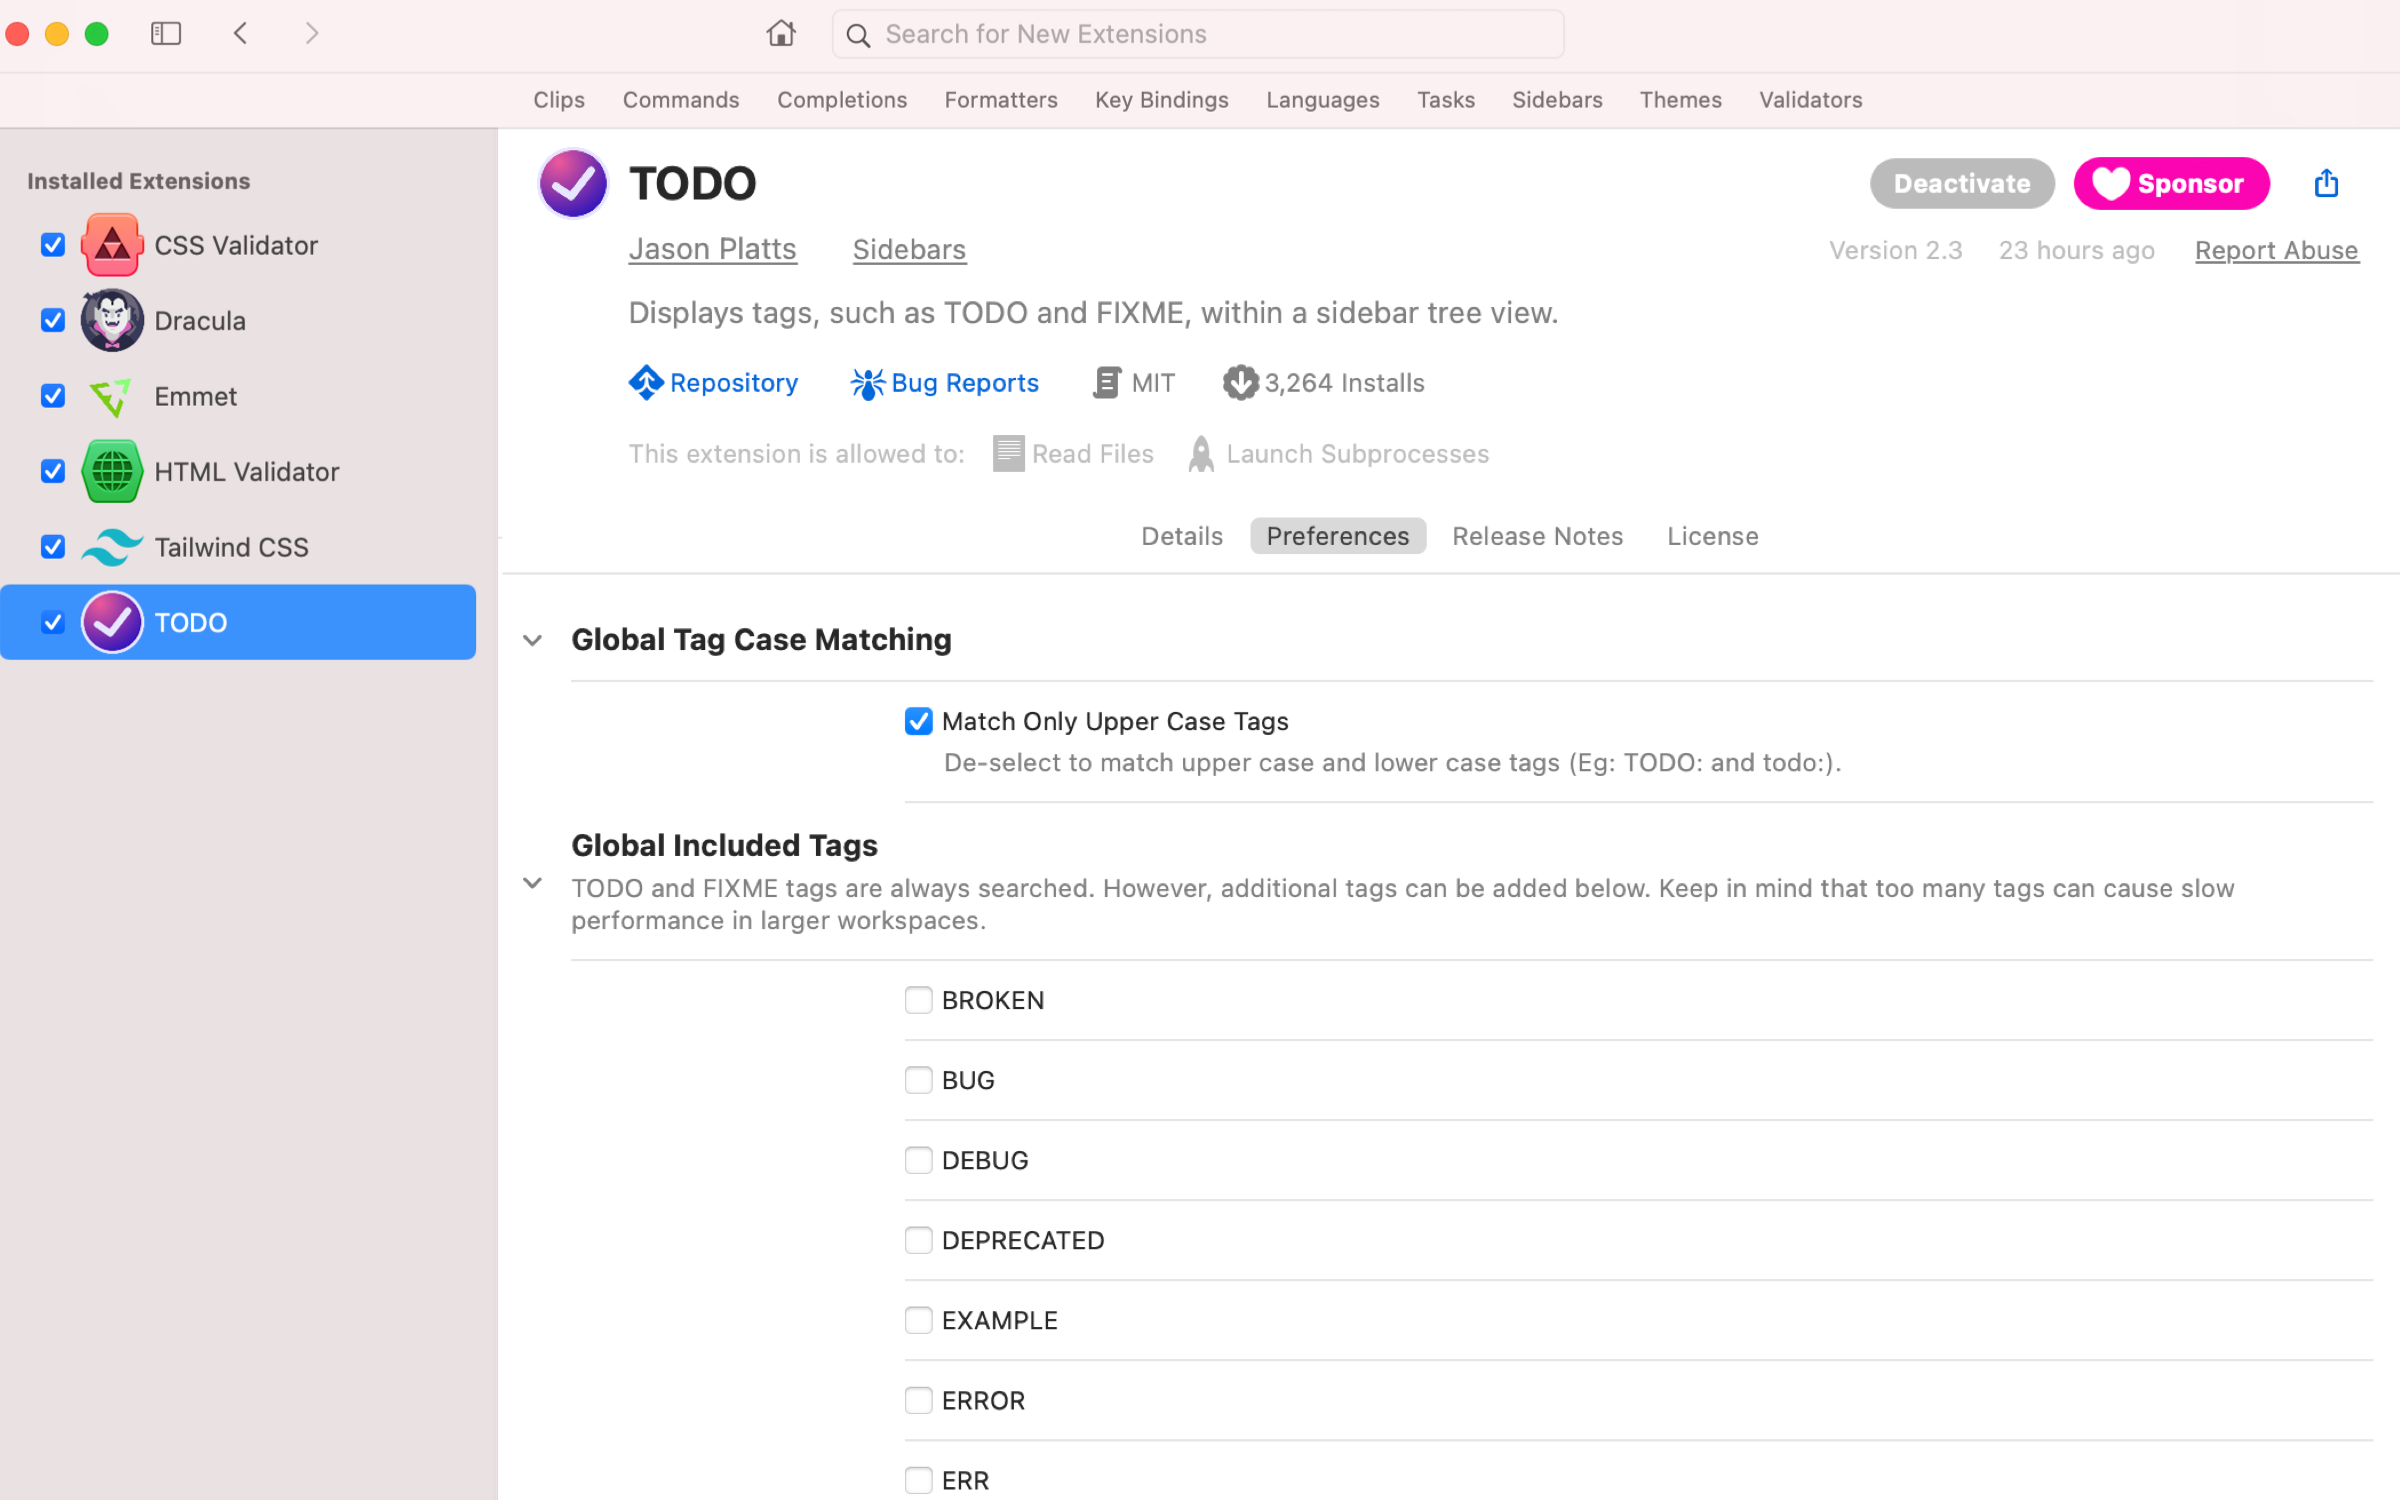 Search for New Extensions
Clips Commands Completions Formatters Key Bindings Languages Tasks Sidebars Themes Validators
Installed Extensions
CSS Validator
Dracula
Emmet
HTML Validator
Tailwind CSS
TODO
TODO
Deactivate Sponsor
Jason Platts Sidebars
Version 2.3 23 hours ago Report Abuse
Displays tags, such as TODO and FIXME, within a sidebar tree view.
Repository Bug Reports MIT 3,264 Installs
This extension is allowed to: Read Files Launch Subprocesses
Details Preferences Release Notes License
Global Tag Case Matching
Match Only Upper Case Tags
De-select to match upper case and lower case tags (Eg: TODO: and todo:).
Global Included Tags
TODO and FIXME tags are always searched. However, additional tags can be added below. Keep in mind that too many tags can cause slow
performance in larger workspaces.
BROKEN
BUG
DEBUG
DEPRECATED
EXAMPLE
ERROR
ERR